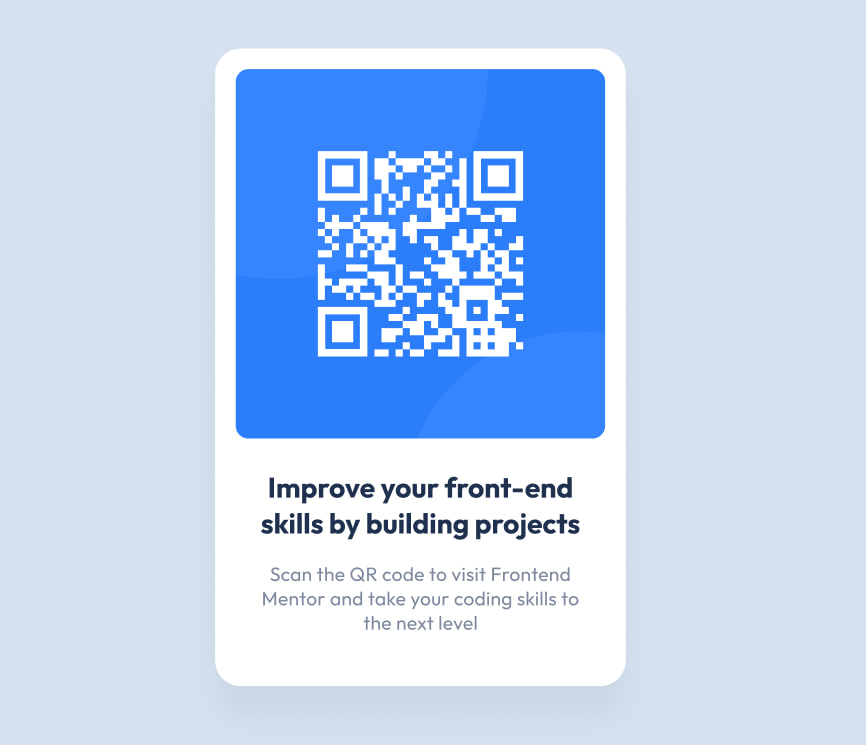 Improve your front-end
skills by building projects
Scan the QR code to visit Frontend
Mentor and take your coding skills to
the next level